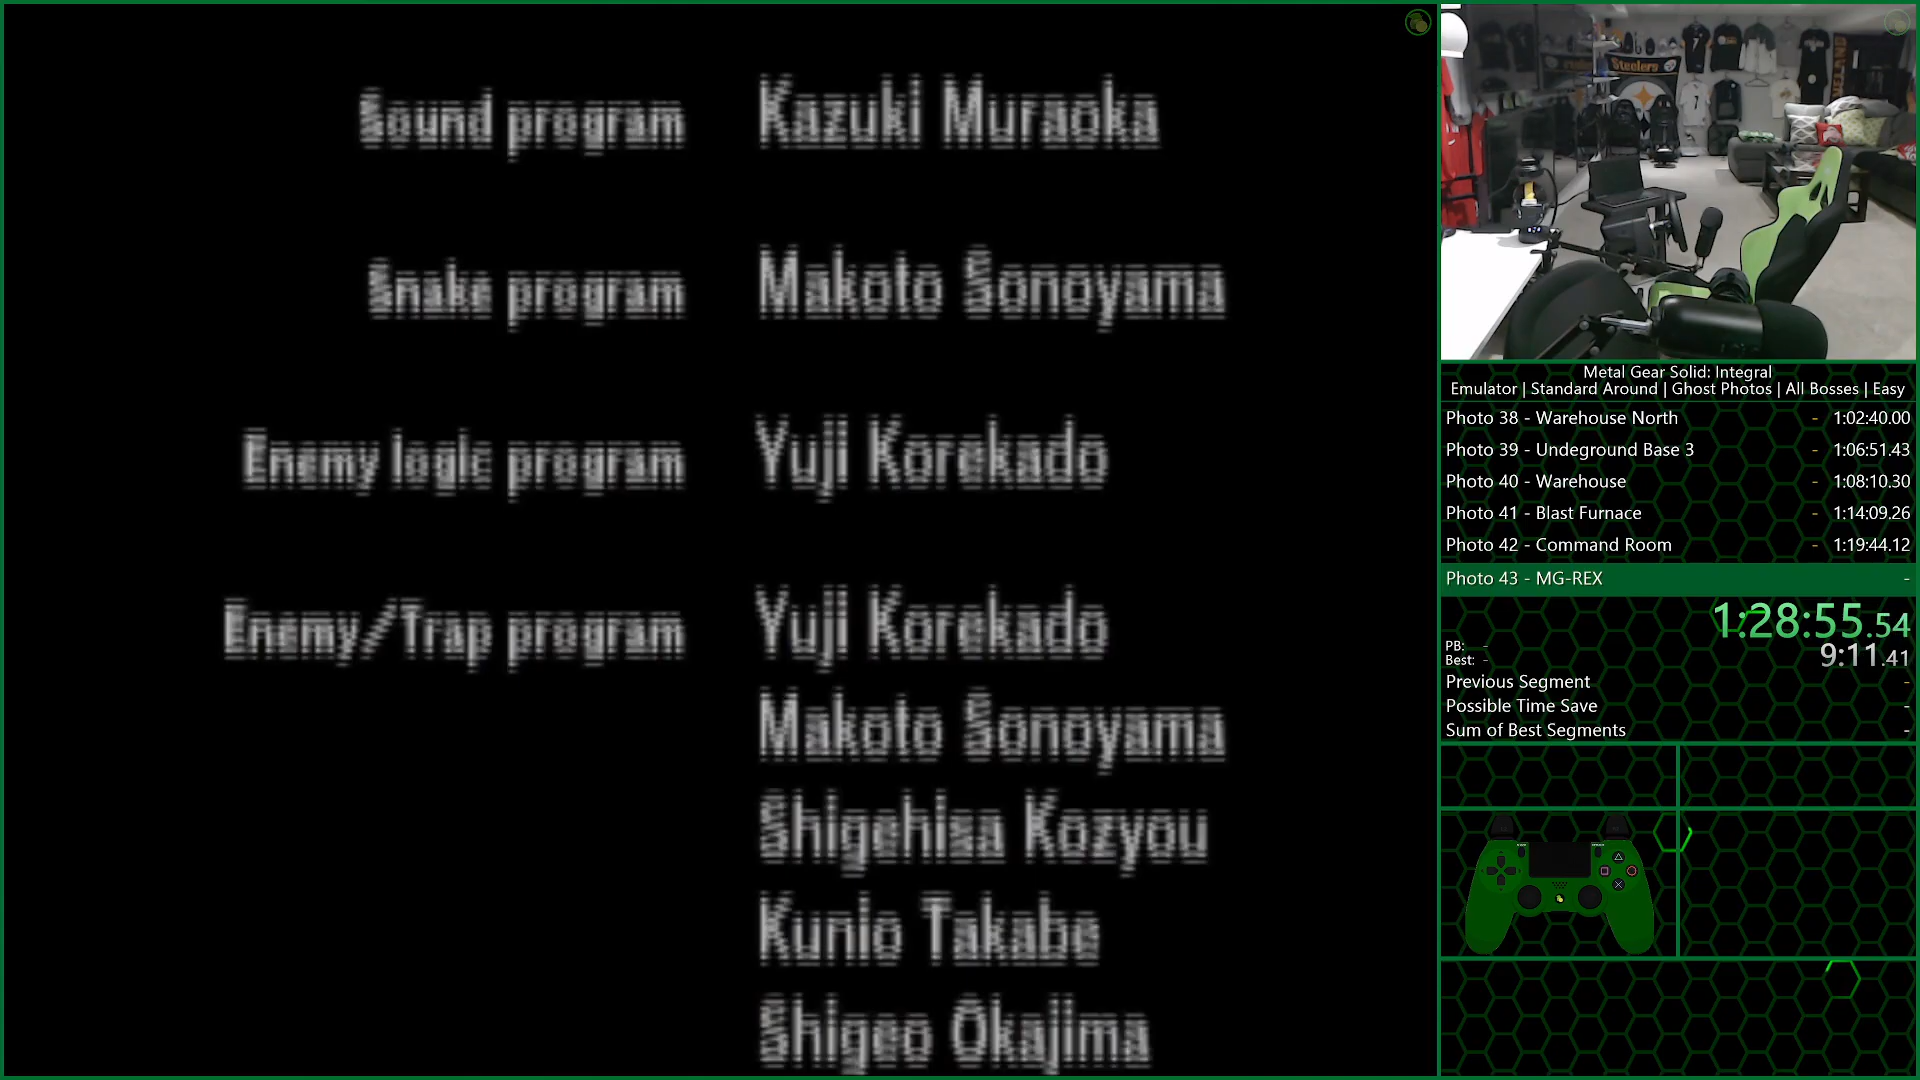 Sound program Kazuki Muraoka
Snake program Makoto Sonoyama
Enemy logic program Yuji Korekado
Enemy/Trap program Yuji Korekado
Makoto Sonoyama
Shigehisa Kozyou
Kunio Takabe
Shigeo Okajima
Steelers
Metal Gear Solid: Integral
Emulator | Standard Around | Ghost Photos | All Bosses | Easy
Photo 38 - Warehouse North - 1:02:40.00
Photo 39 - Undeground Base 3 - 1:06:51.43
Photo 40 - Warehouse - 1:08:10.30
Photo 41 - Blast Furnace - 1:14:09.26
Photo 42 - Command Room - 1:19:44.12
Photo 43 - MG-REX -
1:28:55.54
PB: -
Best: -
9:11.41
Previous Segment -
Possible Time Save -
Sum of Best Segments -